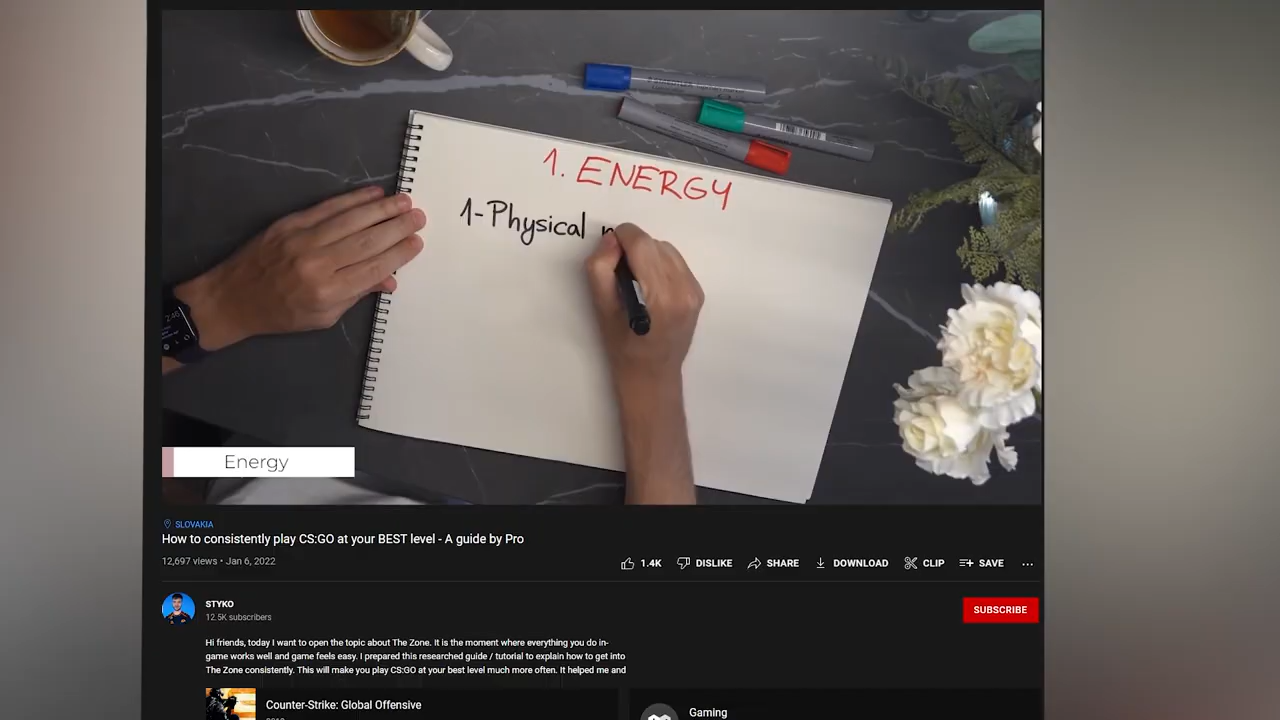 1. ENERGY
1-Physical
2:46
Energy
SLOVAKIA
How to consistently play CS:GO at your BEST level - A guide by Pro
12,697 views • Jan 6, 2022
1.4K DISLIKE SHARE DOWNLOAD CLIP SAVE ...
STYKO
12.5K subscribers
SUBSCRIBE
Hi friends, today I want to open the topic about The Zone. It is the moment where everything you do in-
game works well and game feels easy. I prepared this researched guide / tutorial to explain how to get into
The Zone consistently. This will make you play CS:GO at your best level much more often. It helped me and
Counter-Strike: Global Offensive
Gaming